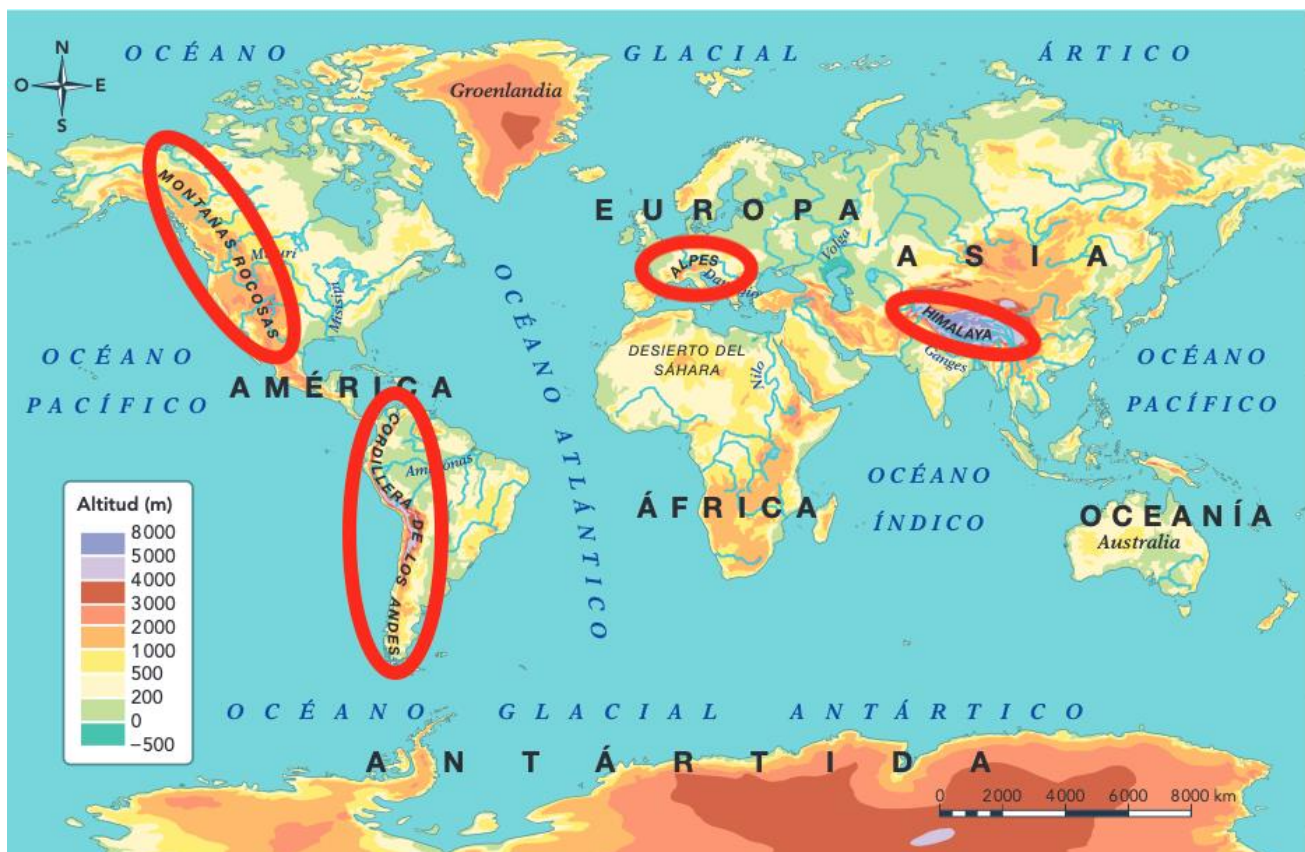 N
O
E
S
OCÉANO GLACIAL ÁRTICO
Groenlandia
MONTAÑAS ROCOSAS
Misuri
Misisipi
EUROPA
ALPES
Danubio
Volga
ASIA
HIMALAYA
Ganges
OCÉANO
PACÍFICO
AMÉRICA
OCÉANO ATLÁNTICO
DESIERTO DEL
SÁHARA
Nilo
OCÉANO
PACÍFICO
CORDILLERA DE LOS ANDES
Amazonas
ÁFRICA
OCÉANO
ÍNDICO
OCEANÍA
Australia
Altitud (m)
8000
5000
4000
3000
2000
1000
500
200
0
−500
OCÉANO GLACIAL ANTÁRTICO
ANTÁRTIDA
0 2000 4000 6000 8000 km